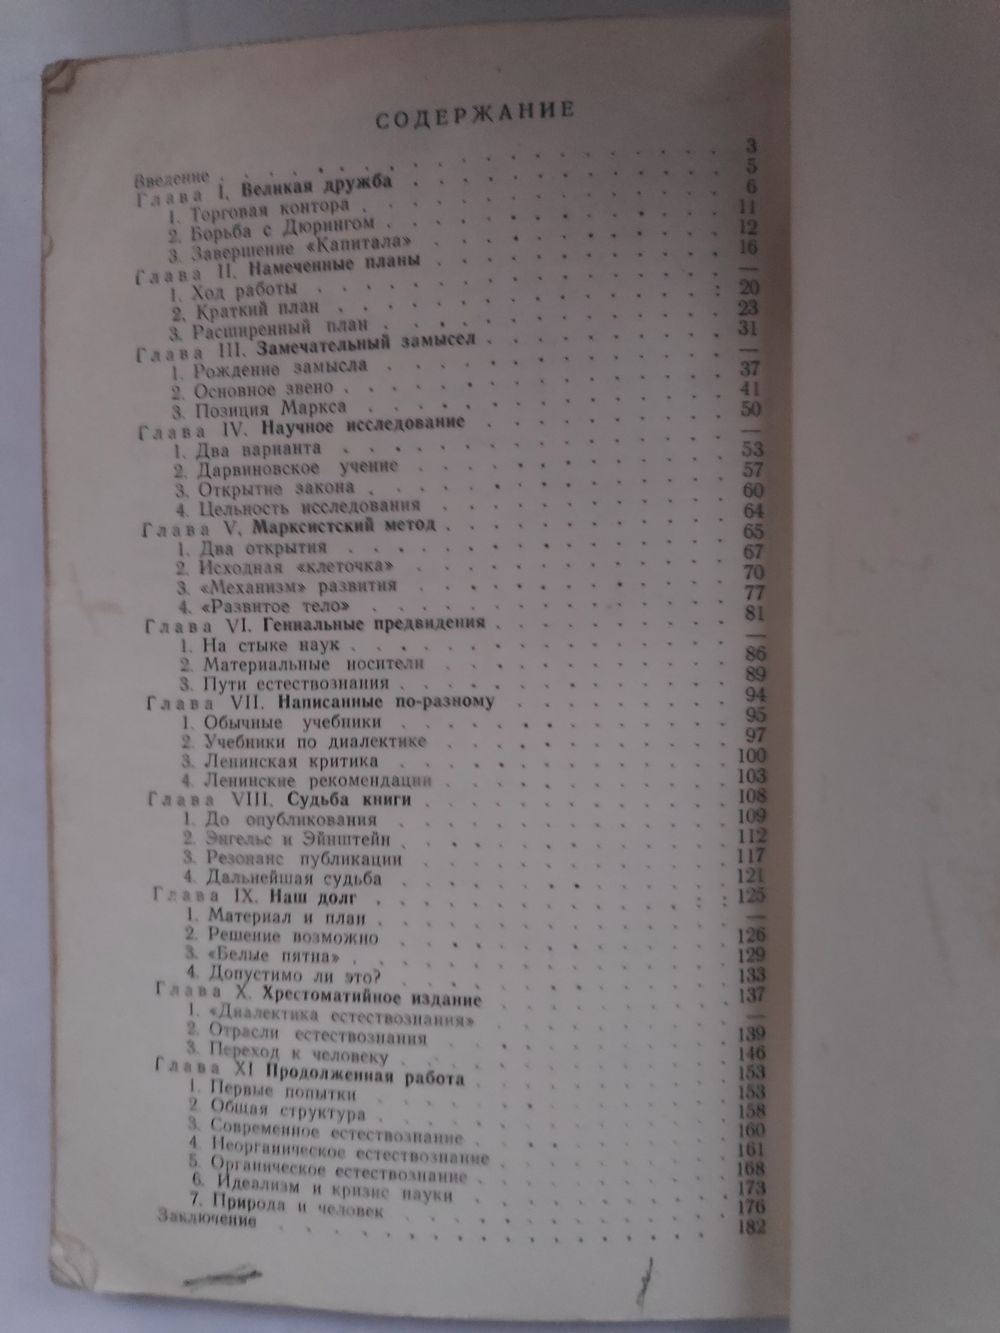 СОДЕРЖАНИЕ
Введение 3
Глава I. Великая дружба 5
1. Торговая контора 6
2. Борьба с Дюрингом 11
3. Завершение «Капитала» 12
Глава II. Намеченные планы 16
1. Ход работы —
2. Краткий план 20
3. Расширенный план 23
Глава III. Замечательный замысел 31
1. Рождение замысла —
2. Основное звено 37
3. Позиция Маркса 41
Глава IV. Научное исследование 50
1. Два варианта —
2. Дарвиновское учение 53
3. Открытие закона 57
4. Цельность исследования 60
Глава V. Марксистский метод 64
1. Два открытия 65
2. Исходная «клеточка» 67
3. «Механизм» развития 70
4. «Развитое тело» 77
Глава VI. Гениальные предвидения 81
1. На стыке наук —
2. Материальные носители 86
3. Пути естествознания 89
Глава VII. Написанные по-разному 94
1. Обычные учебники 95
2. Учебники по диалектике 97
3. Ленинская критика 100
4. Ленинские рекомендации 103
Глава VIII. Судьба книги 108
1. До опубликования 109
2. Энгельс и Эйнштейн 112
3. Резонанс публикации 117
4. Дальнейшая судьба 121
Глава IX. Наш долг 125
1. Материал и план —
2. Решение возможно 126
3. «Белые пятна» 129
4. Допустимо ли это? 133
Глава X. Хрестоматийное издание 137
1. «Диалектика естествознания» —
2. Отрасли естествознания 139
3. Переход к человеку 146
Глава XI Продолженная работа 153
1. Первые попытки 153
2 Общая структура 158
3. Современное естествознание 160
4. Неорганическое естествознание 161
5. Органическое естествознание 168
6. Идеализм и кризис науки 173
7. Природа и человек 176
Заключение 182